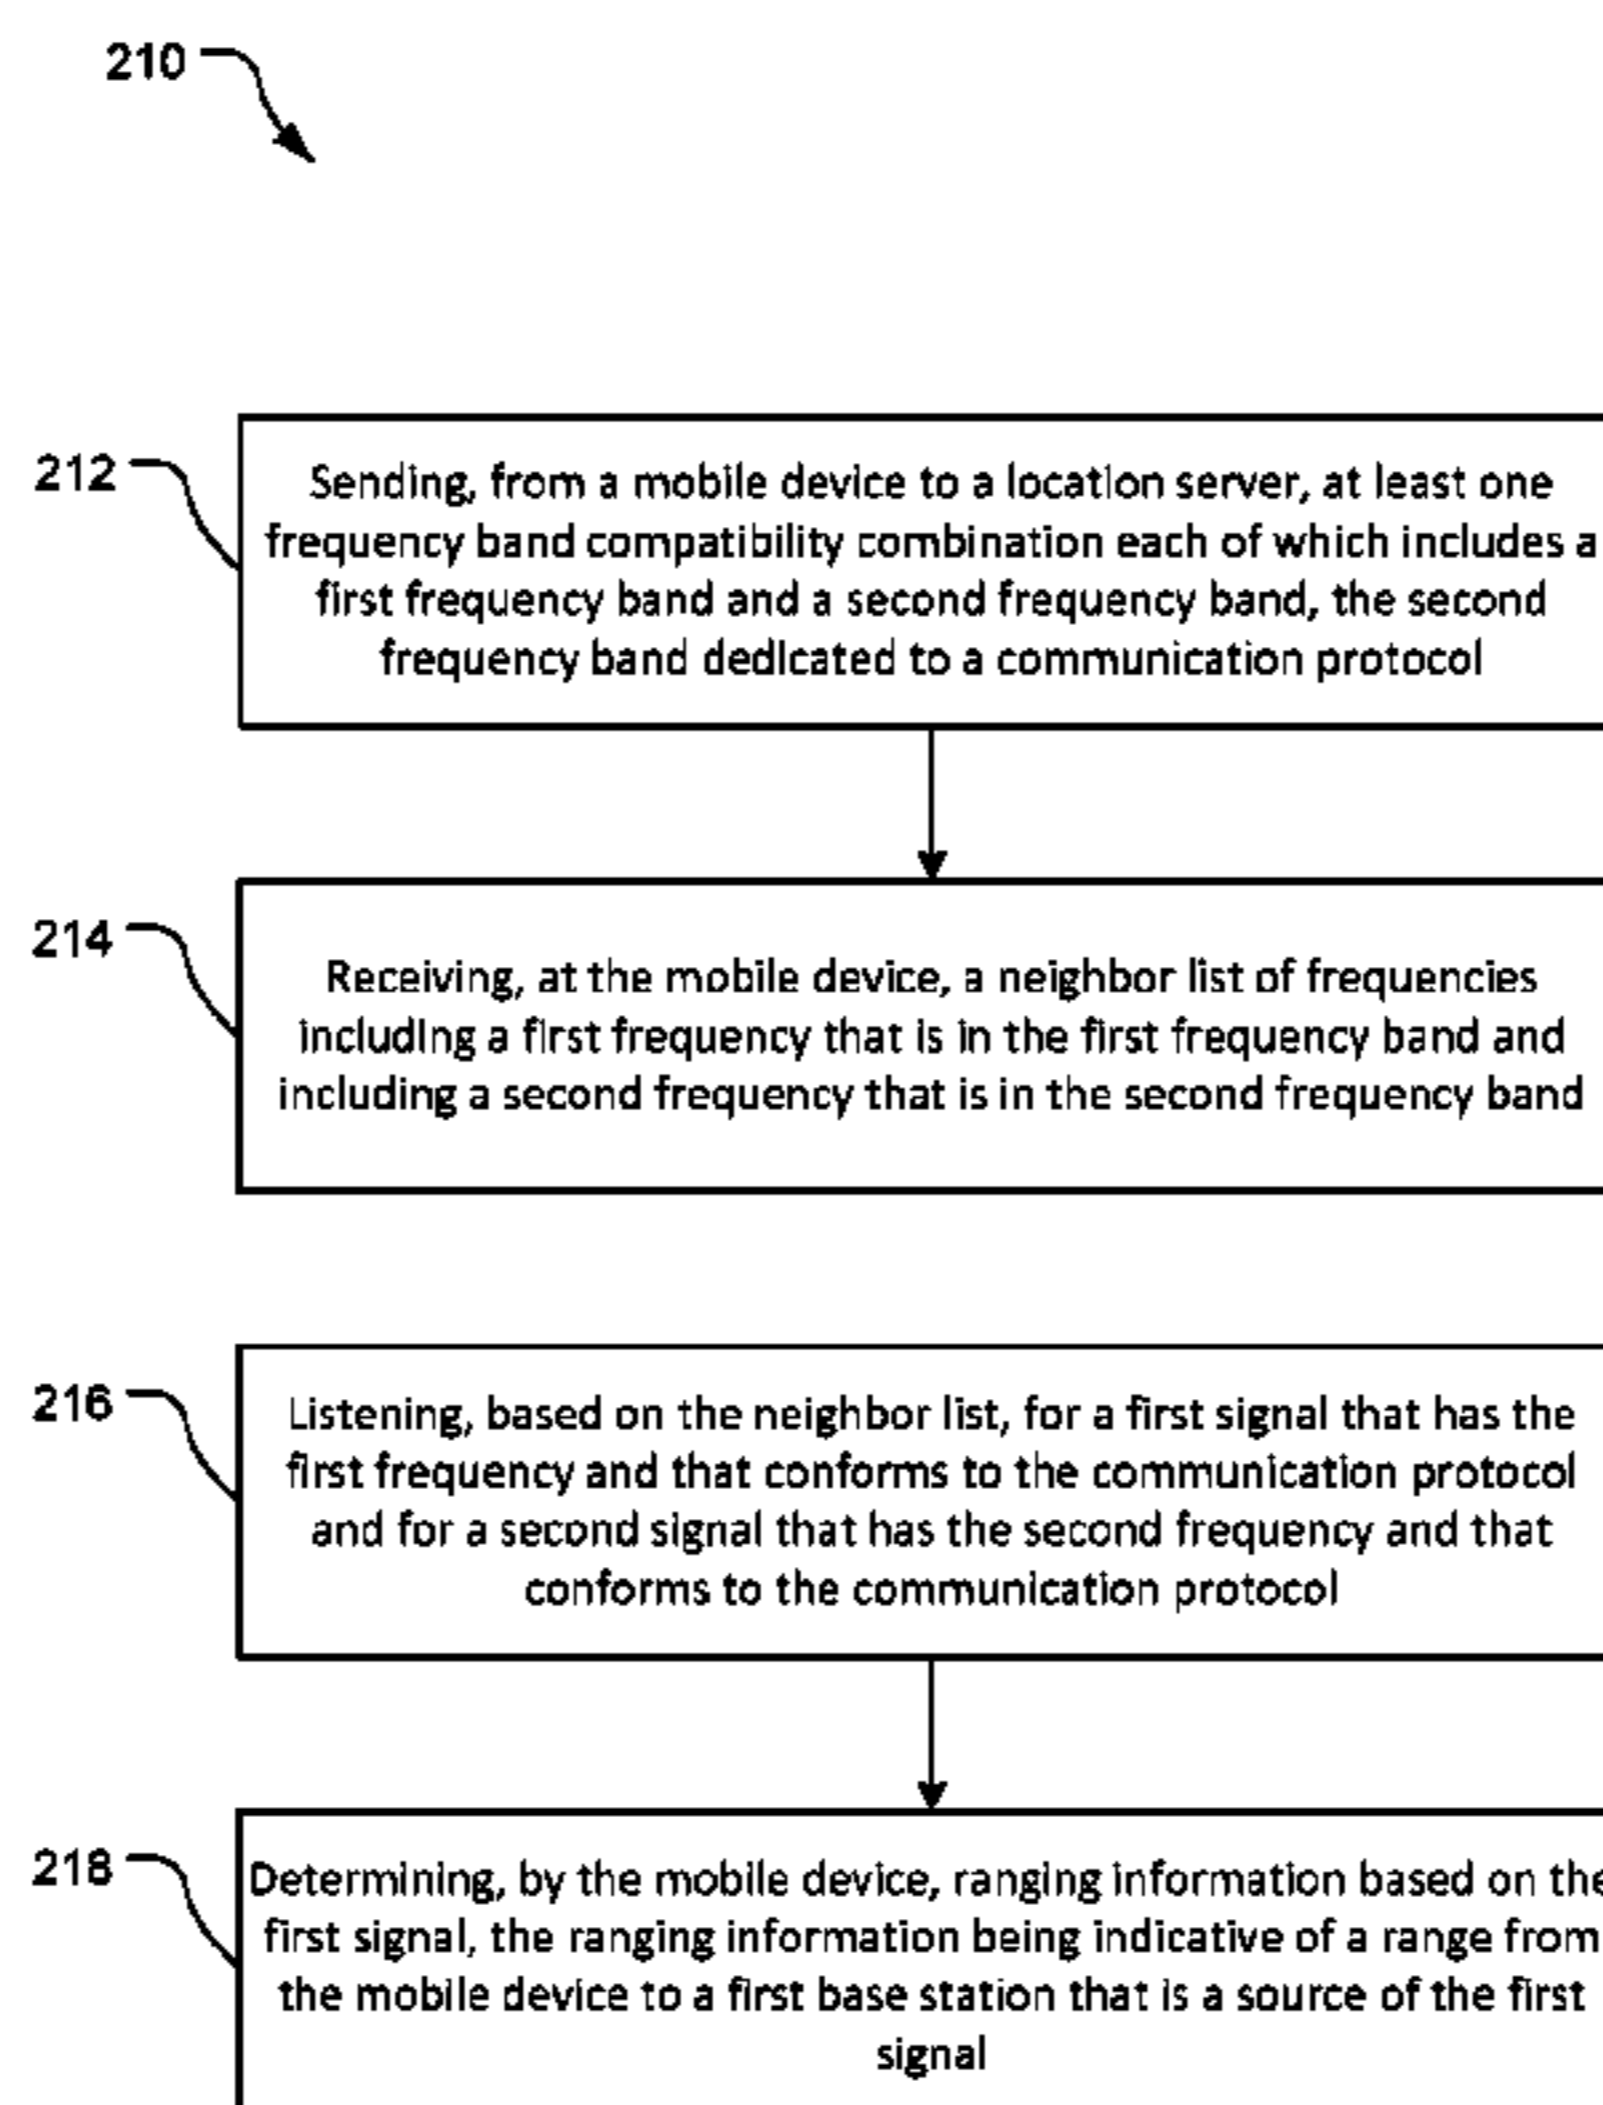 210
212
Sending, from a mobile device to a location server, at least one
frequency band compatibility combination each of which includes a
first frequency band and a second frequency band, the second
frequency band dedicated to a communication protocol
214
Receiving, at the mobile device, a neighbor list of frequencies
including a first frequency that is in the first frequency band and
including a second frequency that is in the second frequency band
216
Listening, based on the neighbor list, for a first signal that has the
first frequency and that conforms to the communication protocol
and for a second signal that has the second frequency and that
conforms to the communication protocol
218
Determining, by the mobile device, ranging information based on the
first signal, the ranging information being indicative of a range from
the mobile device to a first base station that is a source of the first
signal